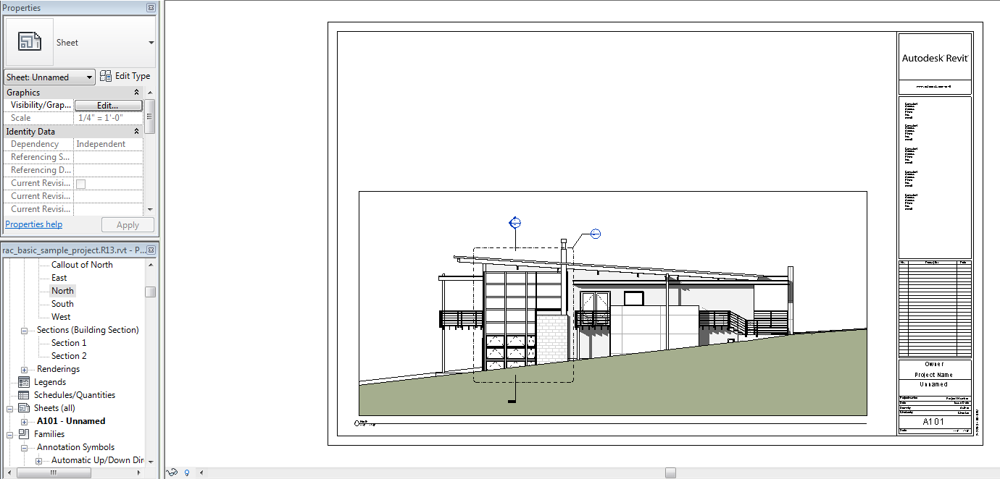 Properties
Sheet
Sheet: Unnamed
Edit Type
Graphics
Visibility/Grap... Edit...
Scale 1/4" = 1'-0"
Identity Data
Dependency Independent
Referencing S...
Referencing D...
Current Revisi...
Current Revisi...
Current Revisi...
Properties help
Apply
rac_basic_sample_project.R13.rvt - P...
Callout of North
East
North
South
West
Sections (Building Section)
Section 1
Section 2
Renderings
Legends
Schedules/Quantities
Sheets (all)
A101 - Unnamed
Families
Annotation Symbols
Automatic Up/Down Dir
North
Autodesk Revit
Owner
Project Name
Unnamed
Project Number
A101